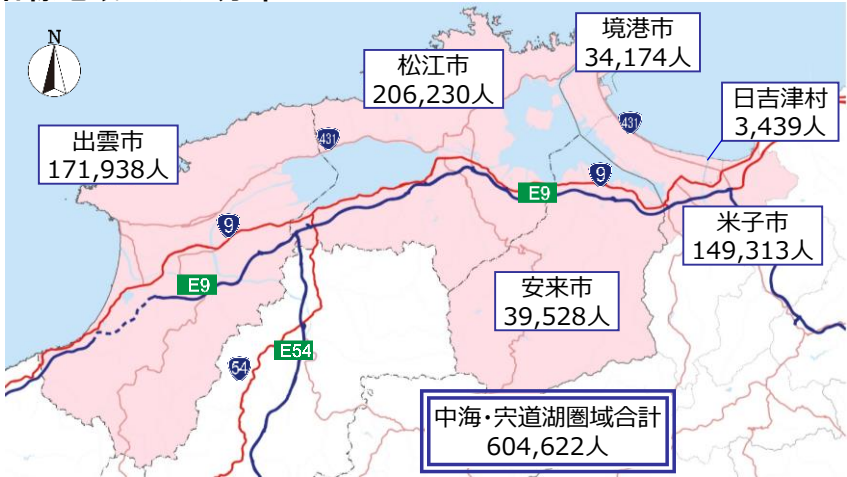 N
境港市
34,174人
松江市
206,230人
日吉津村
3,439人
431
431
出雲市
171,938人
9
E9
9
米子市
149,313人
E9
安来市
39,528人
E54
54
中海・宍道湖圏域合計
604,622人